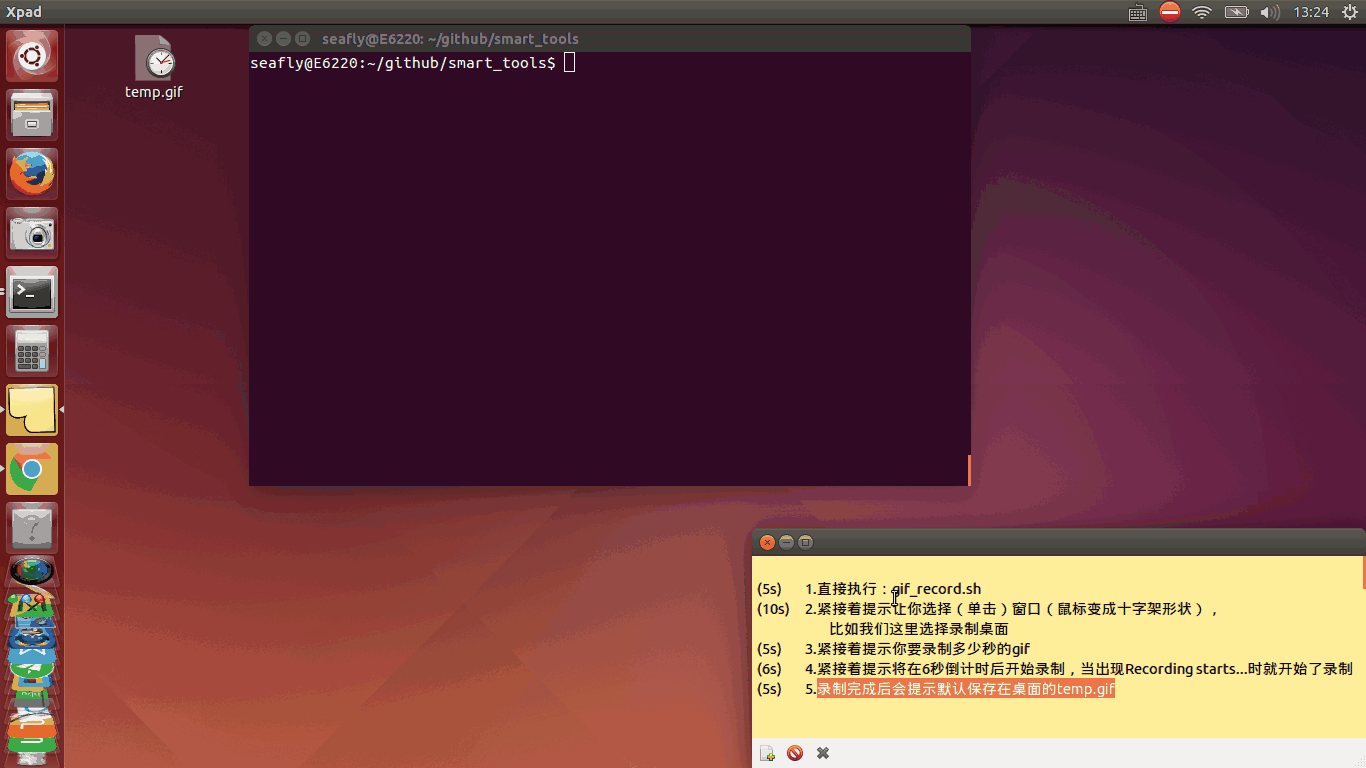 Xpad
13:24
temp.gif
seafly@E6220: ~/github/smart_tools
seafly@E6220:~/github/smart_tools$
(5s) 1.直接执行：gif_record.sh
(10s) 2.紧接着提示让你选择（单击）窗口（鼠标变成十字架形状），
比如我们这里选择录制桌面
(5s) 3.紧接着提示你要录制多少秒的gif
(6s) 4.紧接着提示将在6秒倒计时后开始录制，当出现Recording starts...时就开始了录制
(5s) 5.录制完成后会提示默认保存在桌面的temp.gif